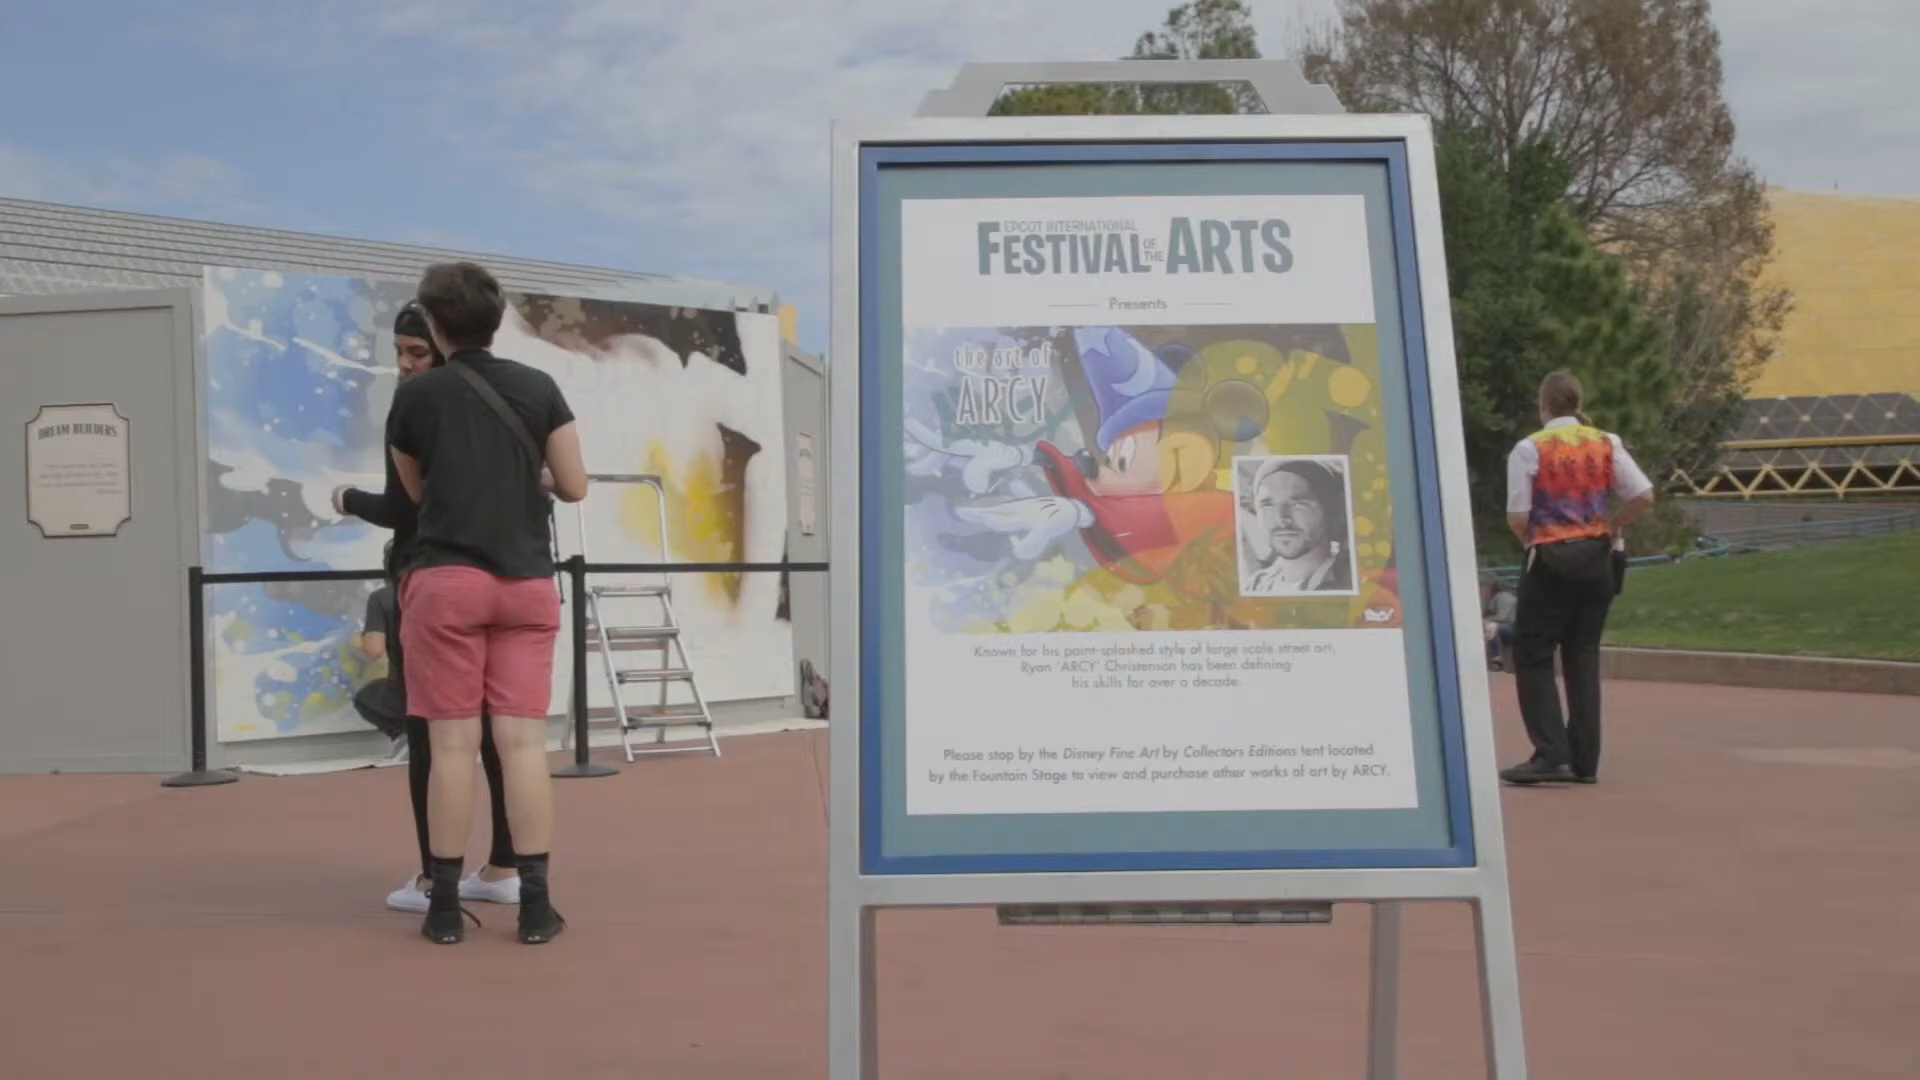 EPCOT INTERNATIONAL
FESTIVAL OF THE ARTS
Presents
the art of
ARCY
Known for his paint-splashed style of large scale street art,
Ryan 'ARCY' Christenson has been defining
his skills for over a decade.
Please stop by the Disney Fine Art by Collectors Editions tent located
by the Fountain Stage to view and purchase other works of art by ARCY.
DREAM BUILDERS